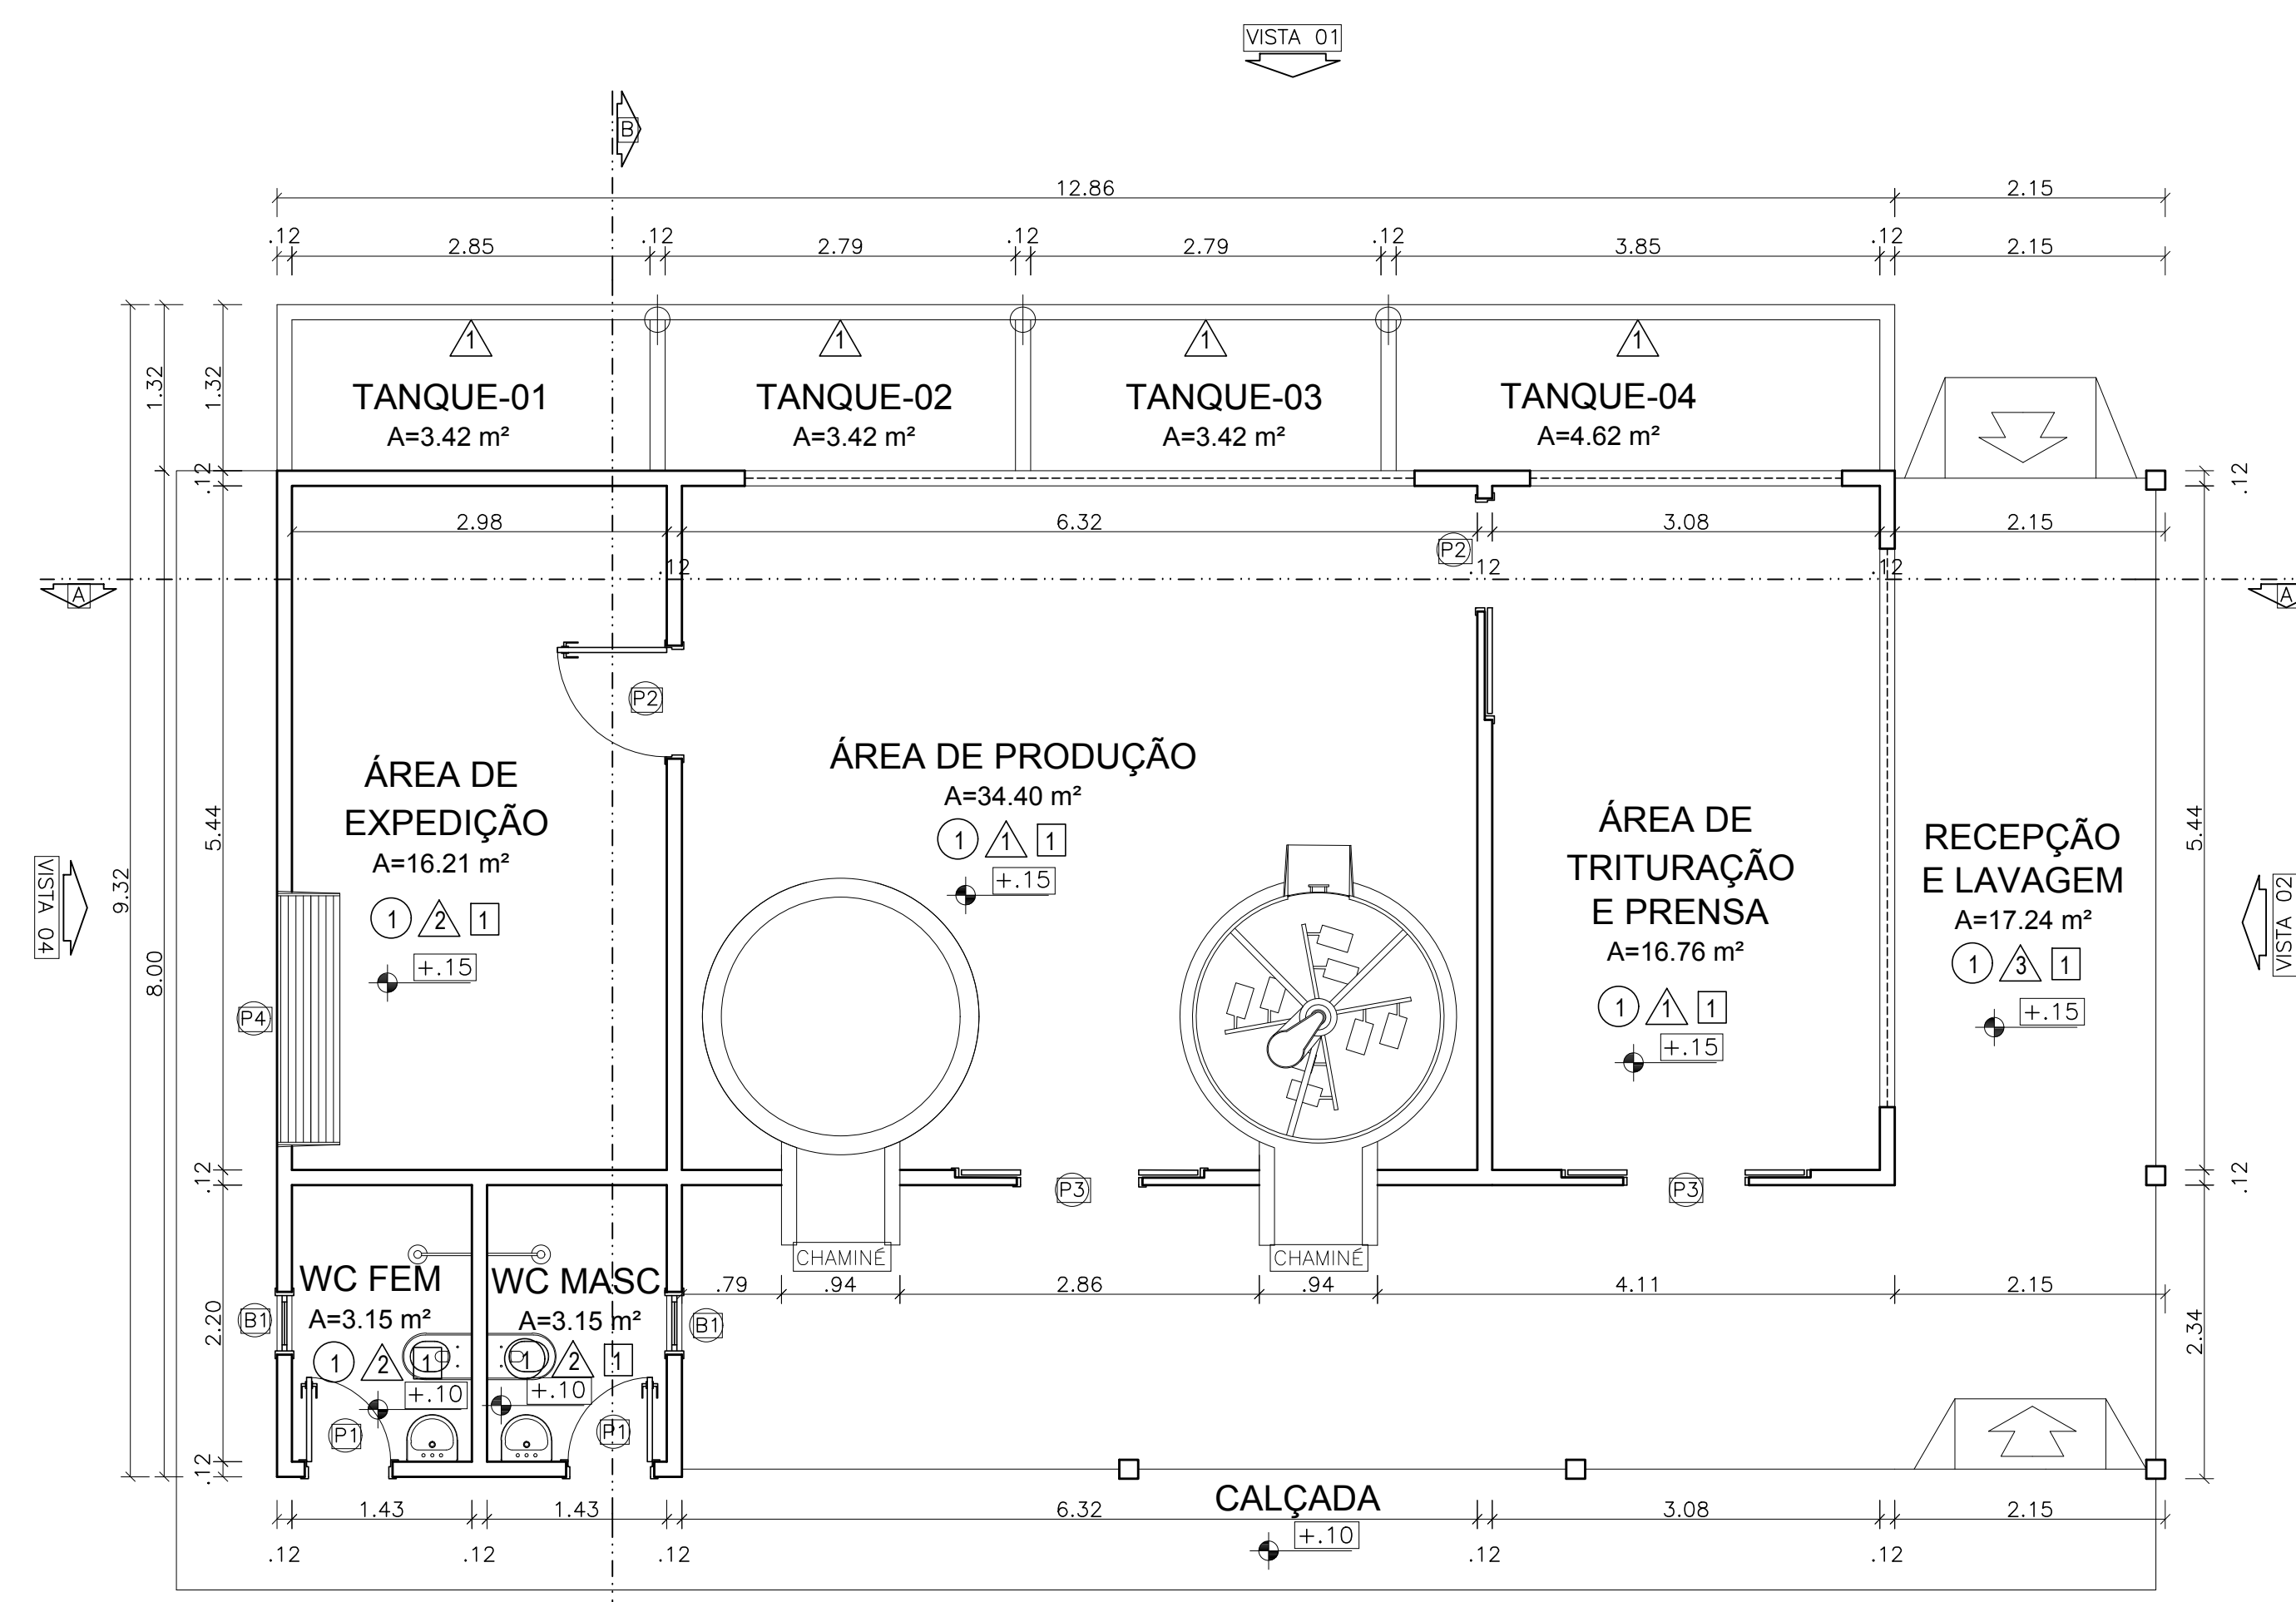 VISTA 01
B
12.86 2.15
.12 2.85 .12 2.79 .12 2.79 .12 3.85 .12 2.15
1 1 1 1
TANQUE-01 TANQUE-02 TANQUE-03 TANQUE-04
A=3.42 m² A=3.42 m² A=3.42 m² A=4.62 m²
1.32 1.32
.12 .12
2.98 6.32 3.08 2.15
P2
.12 .12 .12
A A
P2
ÁREA DE
EXPEDIÇÃO
A=16.21 m²
1 2 1
+.15
ÁREA DE PRODUÇÃO
A=34.40 m²
1 1 1
+.15
ÁREA DE
TRITURAÇÃO
E PRENSA
A=16.76 m²
1 1 1
+.15
RECEPÇÃO
E LAVAGEM
A=17.24 m²
1 3 1
+.15
5.44 5.44
9.32
8.00
VISTA 04
VISTA 02
P4
.12 .12
P3 P3
CHAMINÉ CHAMINÉ
.79 .94 2.86 .94 4.11 2.15
WC FEM
A=3.15 m²
1 2 1
+.10
WC MASC
A=3.15 m²
1 2 1
+.10
B1 B1
2.20 2.34
P1 P1
.12
CALÇADA
+.10
1.43 1.43 6.32 3.08 2.15
.12 .12 .12 .12 .12